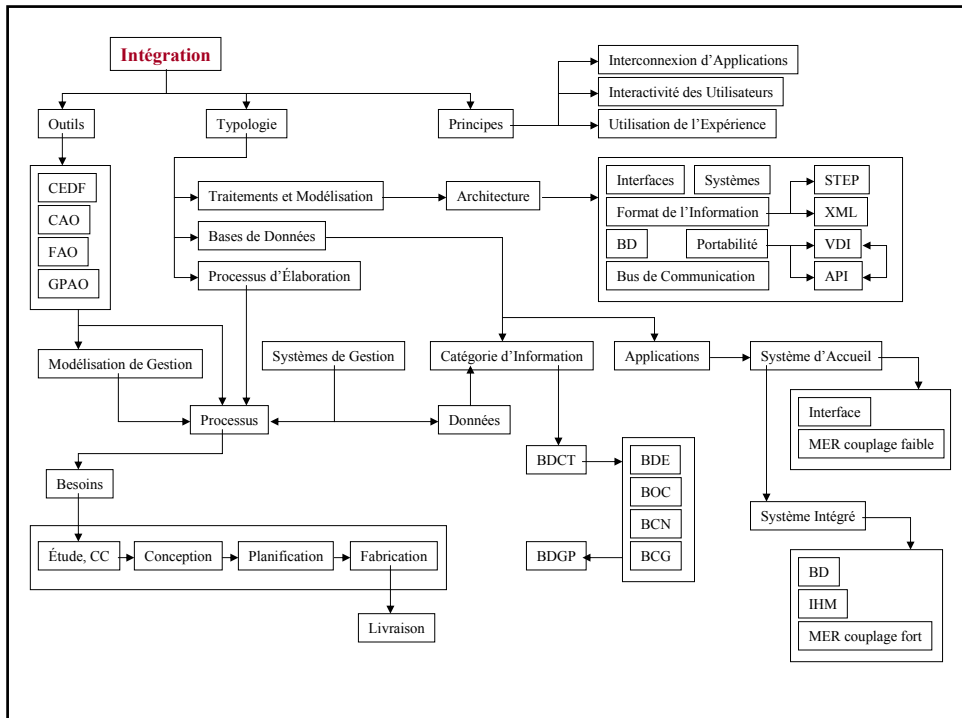 Intégration
Interconnexion d'Applications
Interactivité des Utilisateurs
Outils
Typologie
Principes
Utilisation de l'Expérience
CEDF
CAO
FAO
GPAO
Traitements et Modélisation
Architecture
Interfaces
Systèmes
STEP
Format de l'Information
XML
Bases de Données
BD
Portabilité
VDI
Processus d'Élaboration
Bus de Communication
API
Modélisation de Gestion
Systèmes de Gestion
Catégorie d'Information
Applications
Système d'Accueil
Processus
Données
Interface
MER couplage faible
Besoins
BDCT
BDE
BOC
BCN
BCG
BDGP
Système Intégré
Étude, CC
Conception
Planification
Fabrication
Livraison
BD
IHM
MER couplage fort